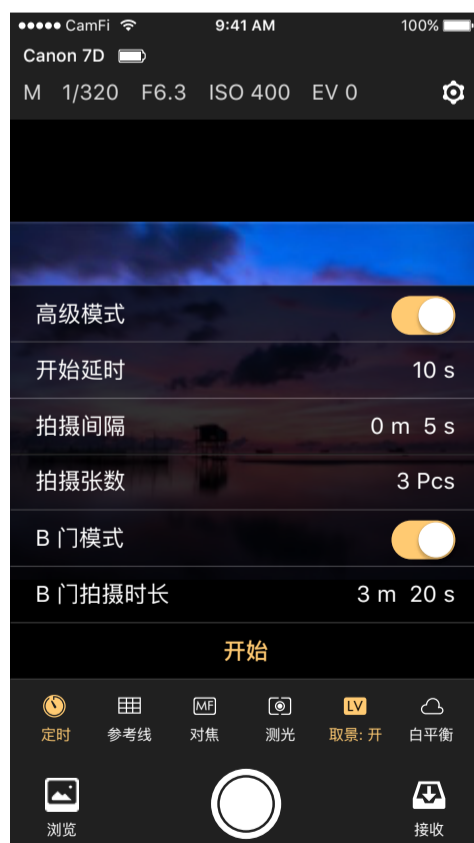 CamFi 9:41 AM 100%
Canon 7D
M 1/320 F6.3 ISO 400 EV 0
高级模式
开始延时 10 s
拍摄间隔 0 m 5 s
拍摄张数 3 Pcs
B 门模式
B 门拍摄时长 3 m 20 s
开始
MF LV
定时 参考线 对焦 测光 取景: 开 白平衡
浏览 接收